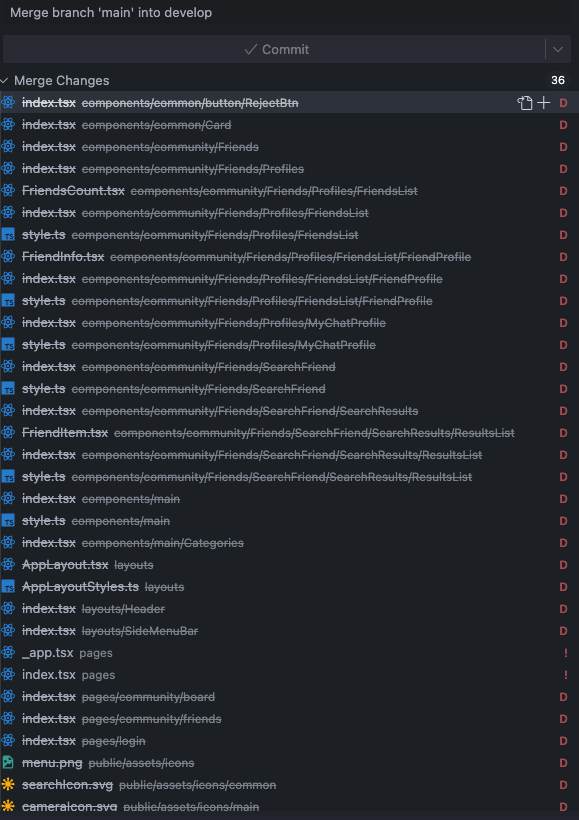 Merge branch 'main' into develop
Commit
Merge Changes 36
index.tsx components/common/button/RejectBtn D
index.tsx components/common/Card D
index.tsx components/community/Friends D
index.tsx components/community/Friends/Profiles D
FriendsCount.tsx components/community/Friends/Profiles/FriendsList D
index.tsx components/community/Friends/Profiles/FriendsList D
TS style.ts components/community/Friends/Profiles/FriendsList D
FriendInfo.tsx components/community/Friends/Profiles/FriendsList/FriendProfile D
index.tsx components/community/Friends/Profiles/FriendsList/FriendProfile D
TS style.ts components/community/Friends/Profiles/FriendsList/FriendProfile D
index.tsx components/community/Friends/Profiles/MyChatProfile D
TS style.ts components/community/Friends/Profiles/MyChatProfile D
index.tsx components/community/Friends/SearchFriend D
TS style.ts components/community/Friends/SearchFriend D
index.tsx components/community/Friends/SearchFriend/SearchResults D
FriendItem.tsx components/community/Friends/SearchFriend/SearchResults/ResultsList D
index.tsx components/community/Friends/SearchFriend/SearchResults/ResultsList D
TS style.ts components/community/Friends/SearchFriend/SearchResults/ResultsList D
index.tsx components/main D
TS style.ts components/main D
index.tsx components/main/Categories D
AppLayout.tsx layouts D
TS AppLayoutStyles.ts layouts D
index.tsx layouts/Header D
index.tsx layouts/SideMenuBar D
_app.tsx pages !
index.tsx pages !
index.tsx pages/community/board D
index.tsx pages/community/friends D
index.tsx pages/login D
menu.png public/assets/icons D
searchIcon.svg public/assets/icons/common D
cameraIcon.svg public/assets/icons/main D